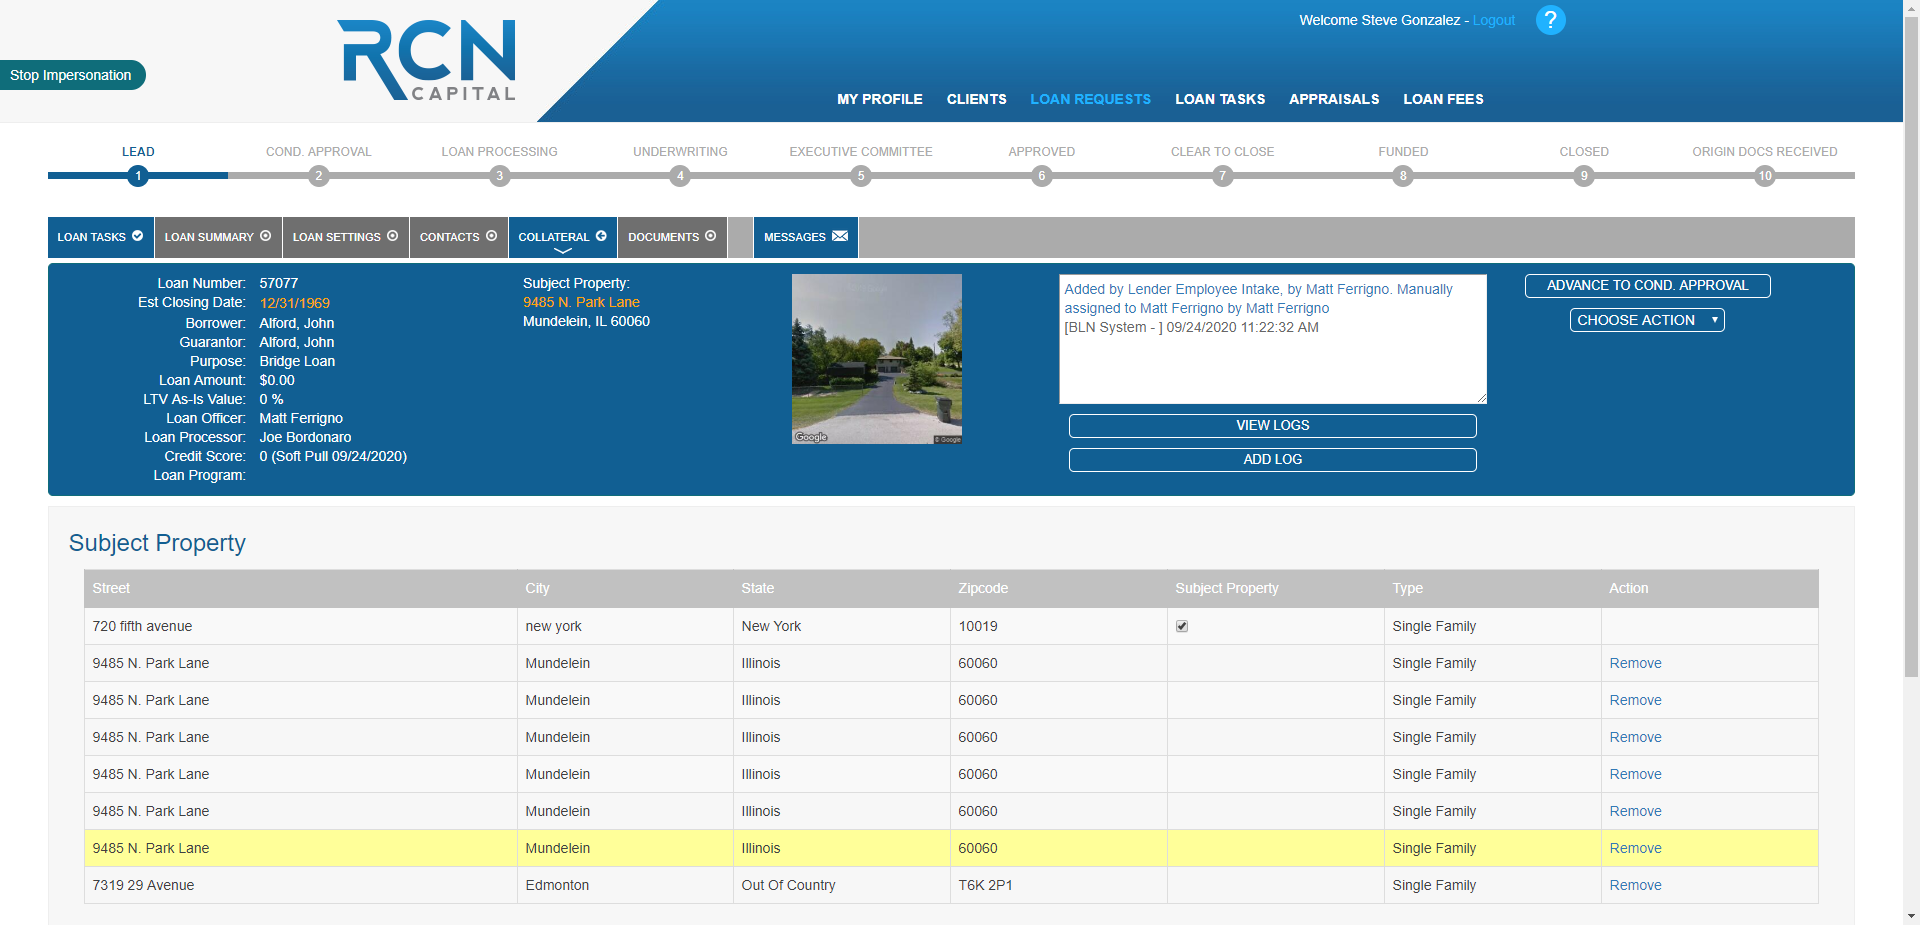 RCN
CAPITAL
Welcome Steve Gonzalez - Logout
?
Stop Impersonation
MY PROFILE CLIENTS LOAN REQUESTS LOAN TASKS APPRAISALS LOAN FEES
LEAD COND. APPROVAL LOAN PROCESSING UNDERWRITING EXECUTIVE COMMITTEE APPROVED CLEAR TO CLOSE FUNDED CLOSED ORIGIN DOCS RECEIVED
1 2 3 4 5 6 7 8 9 10
LOAN TASKS LOAN SUMMARY LOAN SETTINGS CONTACTS COLLATERAL DOCUMENTS MESSAGES
Loan Number: 57077
Est Closing Date: 12/31/1969
Borrower: Alford, John
Guarantor: Alford, John
Purpose: Bridge Loan
Loan Amount: $0.00
LTV As-Is Value: 0 %
Loan Officer: Matt Ferrigno
Loan Processor: Joe Bordonaro
Credit Score: 0 (Soft Pull 09/24/2020)
Loan Program:
Subject Property:
9485 N. Park Lane
Mundelein, IL 60060
Google
© Google
Added by Lender Employee Intake, by Matt Ferrigno. Manually
assigned to Matt Ferrigno by Matt Ferrigno
[BLN System - ] 09/24/2020 11:22:32 AM
VIEW LOGS
ADD LOG
ADVANCE TO COND. APPROVAL
CHOOSE ACTION
Subject Property
Street City State Zipcode Subject Property Type Action
720 fifth avenue new york New York 10019 Single Family
9485 N. Park Lane Mundelein Illinois 60060 Single Family Remove
9485 N. Park Lane Mundelein Illinois 60060 Single Family Remove
9485 N. Park Lane Mundelein Illinois 60060 Single Family Remove
9485 N. Park Lane Mundelein Illinois 60060 Single Family Remove
9485 N. Park Lane Mundelein Illinois 60060 Single Family Remove
9485 N. Park Lane Mundelein Illinois 60060 Single Family Remove
7319 29 Avenue Edmonton Out Of Country T6K 2P1 Single Family Remove